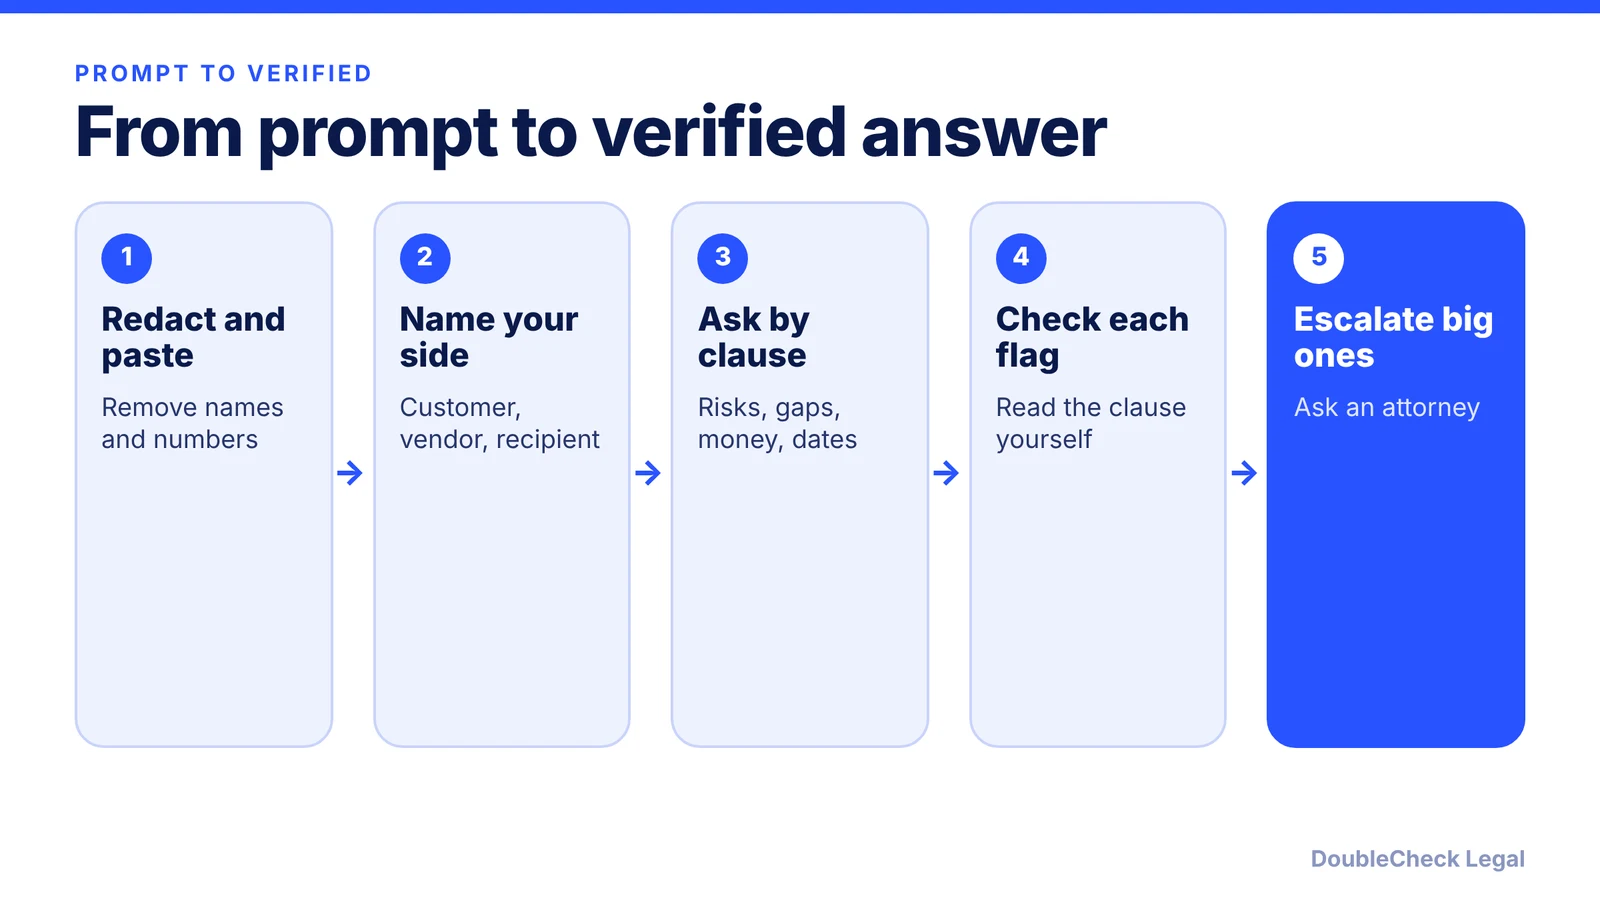 PROMPT TO VERIFIED
From prompt to verified answer
1
Redact and
paste
Remove names
and numbers
2
Name your
side
Customer,
vendor, recipient
3
Ask by
clause
Risks, gaps,
money, dates
4
Check each
flag
Read the clause
yourself
5
Escalate big
ones
Ask an attorney
DoubleCheck Legal